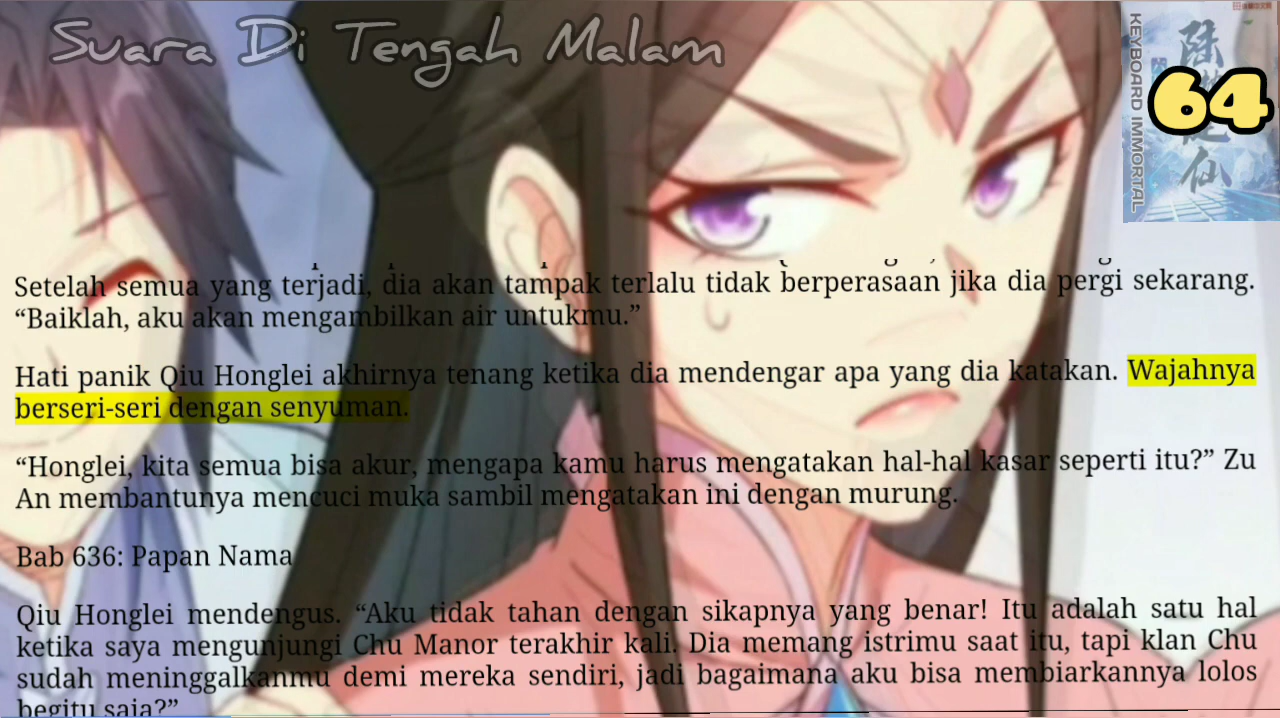 Suara Di Tengah Malam
KEYBOARD IMMORTAL
64
仙
Setelah semua yang terjadi, dia akan tampak terlalu tidak berperasaan jika dia pergi sekarang.
“Baiklah, aku akan mengambilkan air untukmu.”
Hati panik Qiu Honglei akhirnya tenang ketika dia mendengar apa yang dia katakan. Wajahnya
berseri-seri dengan senyuman.
“Honglei, kita semua bisa akur, mengapa kamu harus mengatakan hal-hal kasar seperti itu?” Zu
An membantunya mencuci muka sambil mengatakan ini dengan murung.
Bab 636: Papan Nama
Qiu Honglei mendengus. “Aku tidak tahan dengan sikapnya yang benar! Itu adalah satu hal
ketika saya mengunjungi Chu Manor terakhir kali. Dia memang istrimu saat itu, tapi klan Chu
sudah meninggalkanmu demi mereka sendiri, jadi bagaimana aku bisa membiarkannya lolos
begitu saja?”